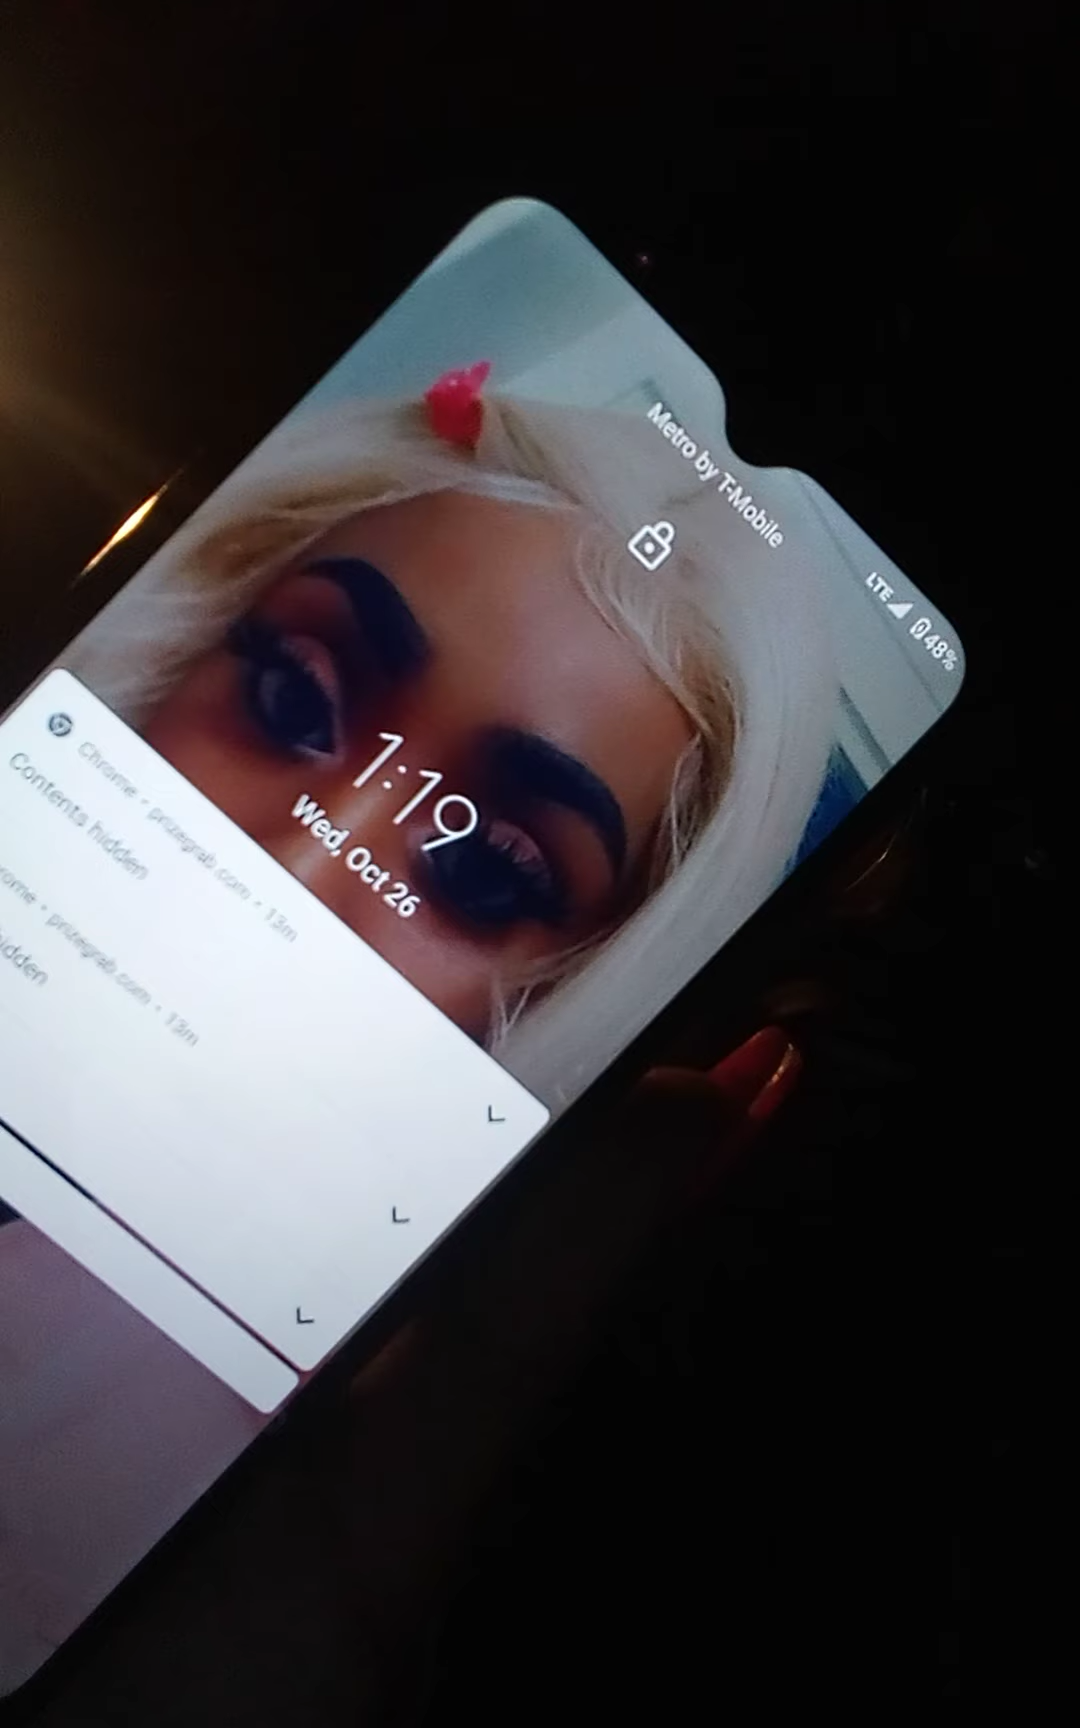 Metro by T-Mobile
LTE 48%
1:19
Wed, Oct 26
Chrome • prizegrab.com • 13m
Contents hidden
rome • prizegrab.com • 13m
hidden